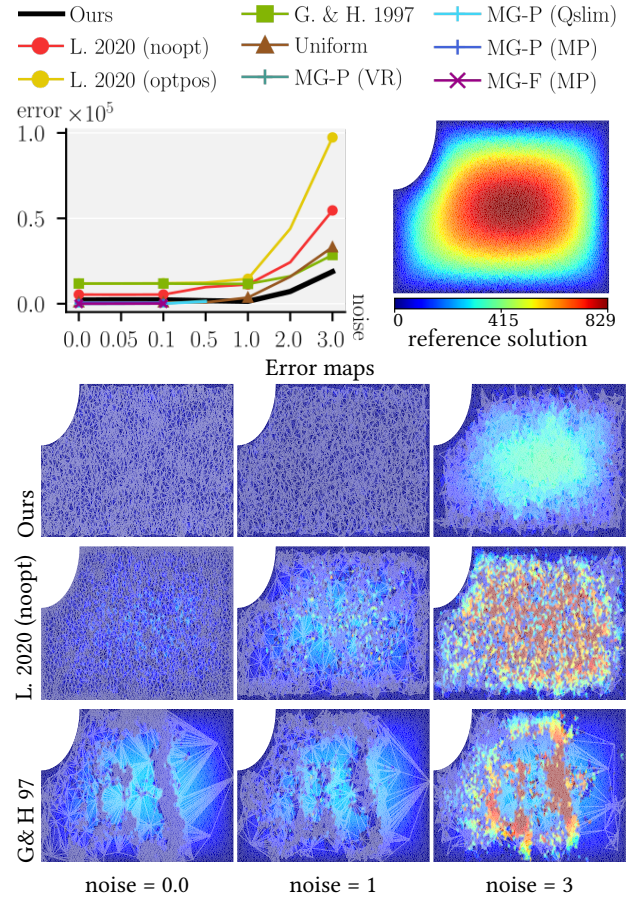 Ours
L. 2020 (noopt)
L. 2020 (optpos)
G. & H. 1997
Uniform
MG-P (VR)
MG-P (Qslim)
MG-P (MP)
MG-F (MP)
error ×10⁵
1.0
0.5
0.0
0.0 0.05 0.1 0.5 1.0 2.0 3.0
noise
0 415 829
reference solution
Error maps
Ours
L. 2020 (noopt)
G& H 97
noise = 0.0 noise = 1 noise = 3